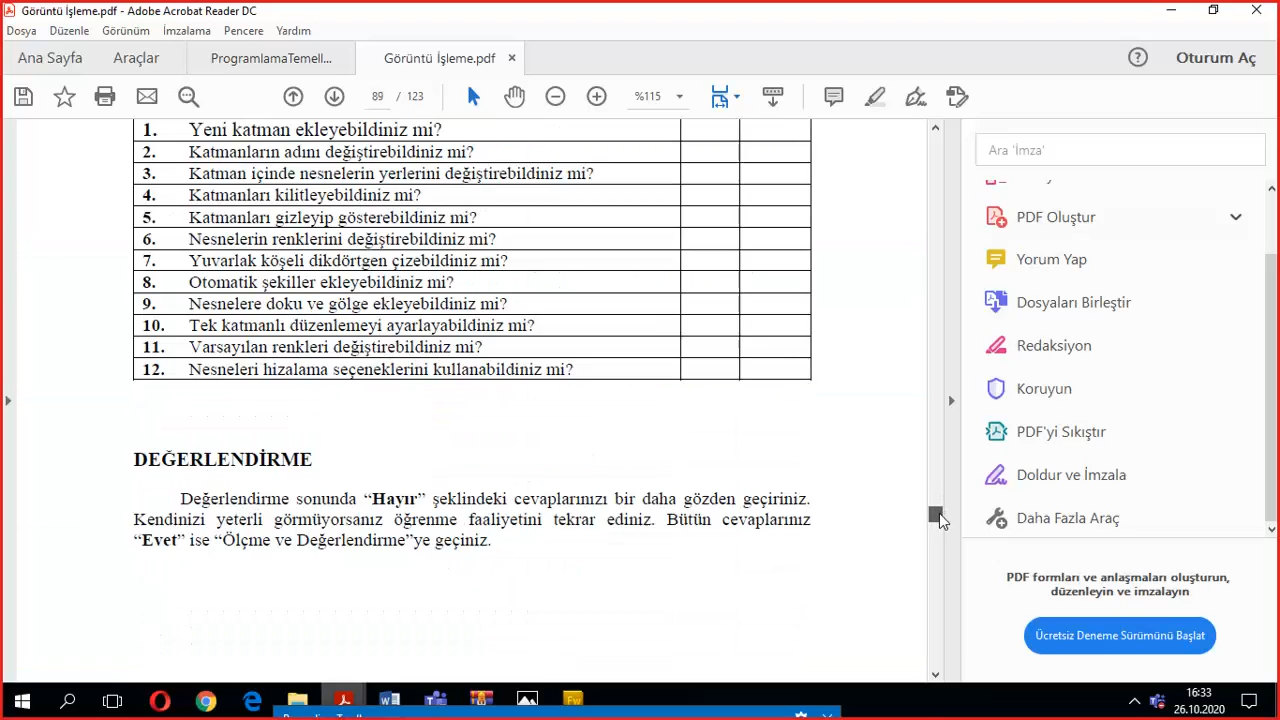 Görüntü İşleme.pdf - Adobe Acrobat Reader DC
Dosya Düzenle Görünüm İmzalama Pencere Yardım
Ana Sayfa Araçlar ProgramlamaTemell... Görüntü İşleme.pdf Oturum Aç
89 / 123 %115
1. Yeni katman ekleyebildiniz mi?
2. Katmanların adını değiştirebildiniz mi?
3. Katman içinde nesnelerin yerlerini değiştirebildiniz mi?
4. Katmanları kilitleyebildiniz mi?
5. Katmanları gizleyip gösterebildiniz mi?
6. Nesnelerin renklerini değiştirebildiniz mi?
7. Yuvarlak köşeli dikdörtgen çizebildiniz mi?
8. Otomatik şekiller ekleyebildiniz mi?
9. Nesnelere doku ve gölge ekleyebildiniz mi?
10. Tek katmanlı düzenlemeyi ayarlayabildiniz mi?
11. Varsayılan renkleri değiştirebildiniz mi?
12. Nesneleri hizalama seçeneklerini kullanabildiniz mi?
DEĞERLENDİRME
Değerlendirme sonunda “Hayır” şeklindeki cevaplarınızı bir daha gözden geçiriniz.
Kendinizi yeterli görmüyorsanız öğrenme faaliyetini tekrar ediniz. Bütün cevaplarınız
“Evet” ise “Ölçme ve Değerlendirme”ye geçiniz.
Ara 'İmza'
PDF Oluştur
Yorum Yap
Dosyaları Birleştir
Redaksiyon
Koruyun
PDF'yi Sıkıştır
Doldur ve İmzala
Daha Fazla Araç
PDF formları ve anlaşmaları oluşturun,
düzenleyin ve imzalayın
Ücretsiz Deneme Sürümünü Başlat
16:33
26.10.2020